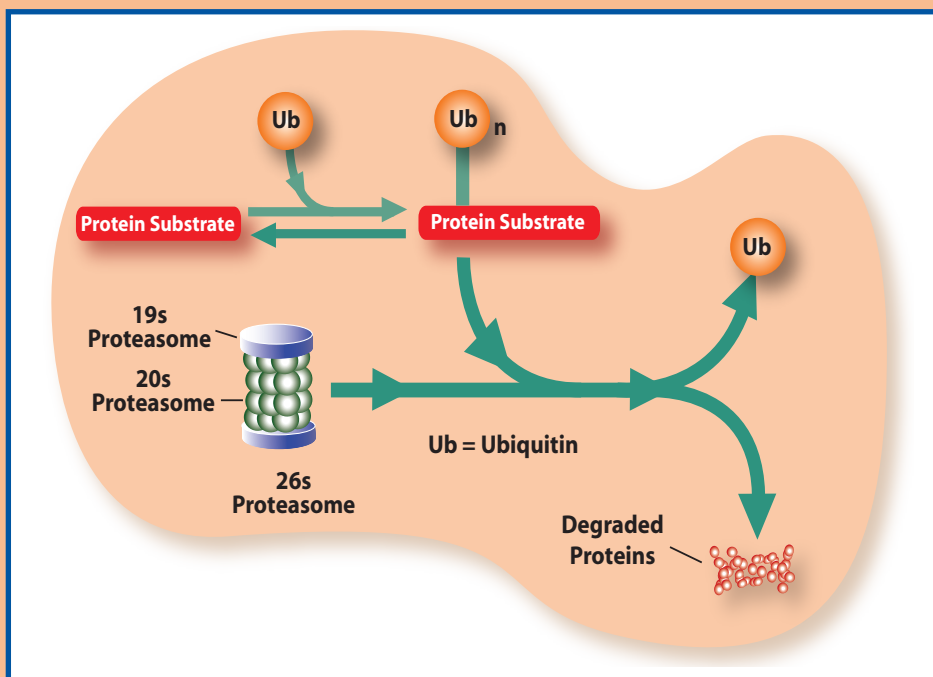 Ub
Ub n
Protein Substrate
Protein Substrate
Ub
19s
Proteasome
20s
Proteasome
Ub = Ubiquitin
26s
Proteasome
Degraded
Proteins